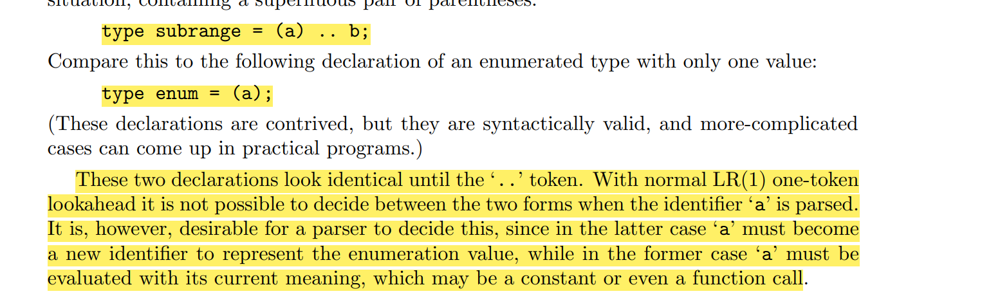 situation, containing a superfluous pair of parentheses.
type subrange = (a) .. b;
Compare this to the following declaration of an enumerated type with only one value:
type enum = (a);
(These declarations are contrived, but they are syntactically valid, and more-complicated
cases can come up in practical programs.)
These two declarations look identical until the ‘..’ token. With normal LR(1) one-token
lookahead it is not possible to decide between the two forms when the identifier ‘a’ is parsed.
It is, however, desirable for a parser to decide this, since in the latter case ‘a’ must become
a new identifier to represent the enumeration value, while in the former case ‘a’ must be
evaluated with its current meaning, which may be a constant or even a function call.